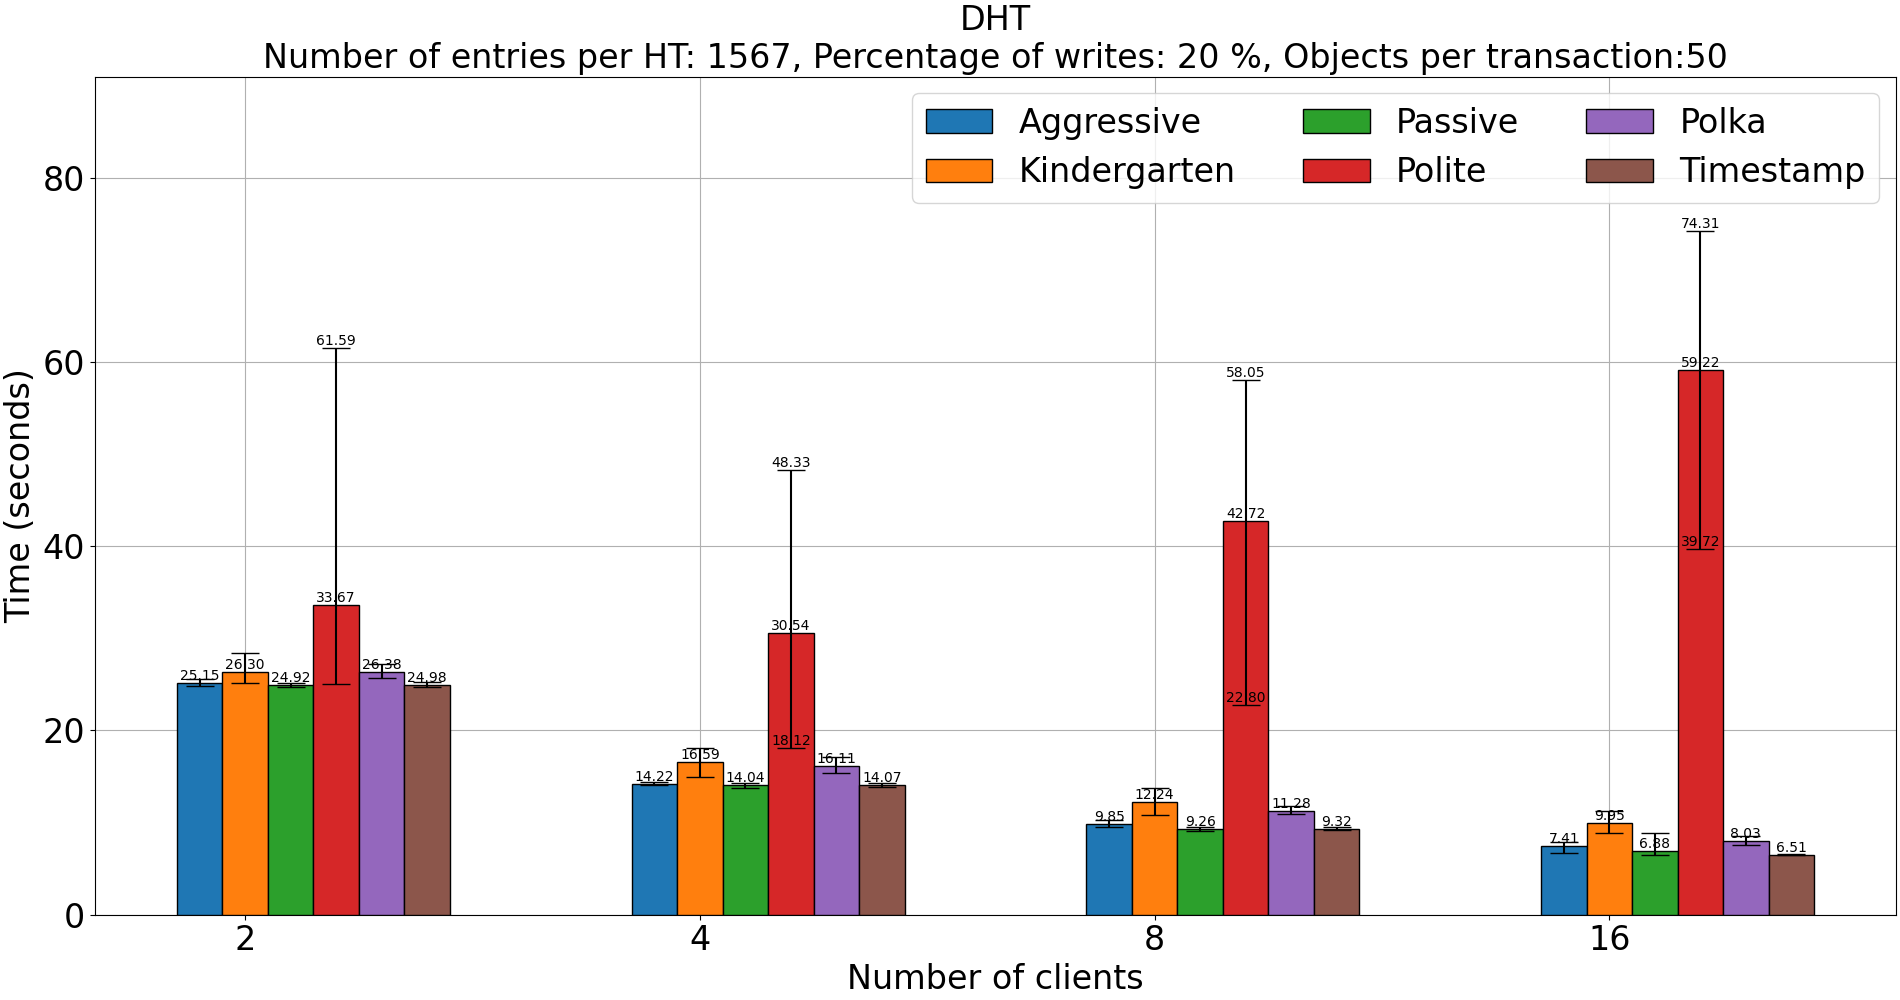 DHT
Number of entries per HT: 1567, Percentage of writes: 20 %, Objects per transaction:50
Aggressive Passive Polka
Kindergarten Polite Timestamp
Time (seconds)
80
60
40
20
0
25.15 26.30 24.92 33.67 61.59 26.38 24.98
14.22 16.59 14.04 30.54 48.33 18.12 16.11 14.07
9.85 12.24 9.26 42.72 58.05 22.80 11.28 9.32
7.41 9.95 6.88 59.22 74.31 39.72 8.03 6.51
2 4 8 16
Number of clients